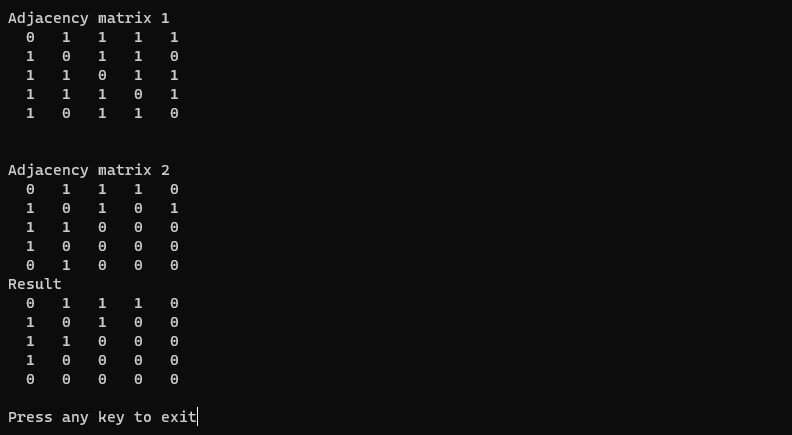 Adjacency matrix 1
0 1 1 1 1
1 0 1 1 0
1 1 0 1 1
1 1 1 0 1
1 0 1 1 0
Adjacency matrix 2
0 1 1 1 0
1 0 1 0 1
1 1 0 0 0
1 0 0 0 0
0 1 0 0 0
Result
0 1 1 1 0
1 0 1 0 0
1 1 0 0 0
1 0 0 0 0
0 0 0 0 0
Press any key to exit